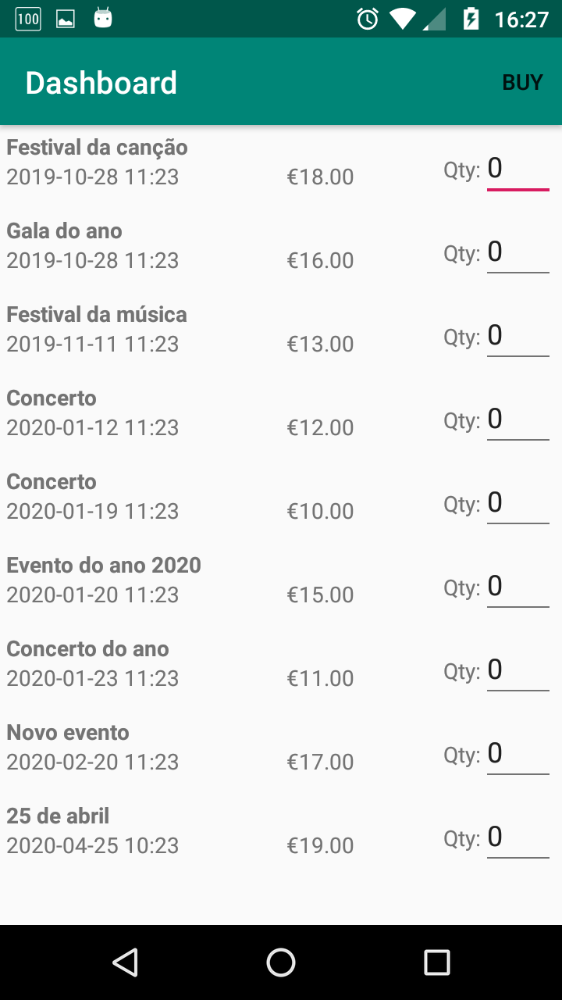 100 16:27
Dashboard BUY
Festival da canção
2019-10-28 11:23 €18.00 Qty: 0
Gala do ano
2019-10-28 11:23 €16.00 Qty: 0
Festival da música
2019-11-11 11:23 €13.00 Qty: 0
Concerto
2020-01-12 11:23 €12.00 Qty: 0
Concerto
2020-01-19 11:23 €10.00 Qty: 0
Evento do ano 2020
2020-01-20 11:23 €15.00 Qty: 0
Concerto do ano
2020-01-23 11:23 €11.00 Qty: 0
Novo evento
2020-02-20 11:23 €17.00 Qty: 0
25 de abril
2020-04-25 10:23 €19.00 Qty: 0